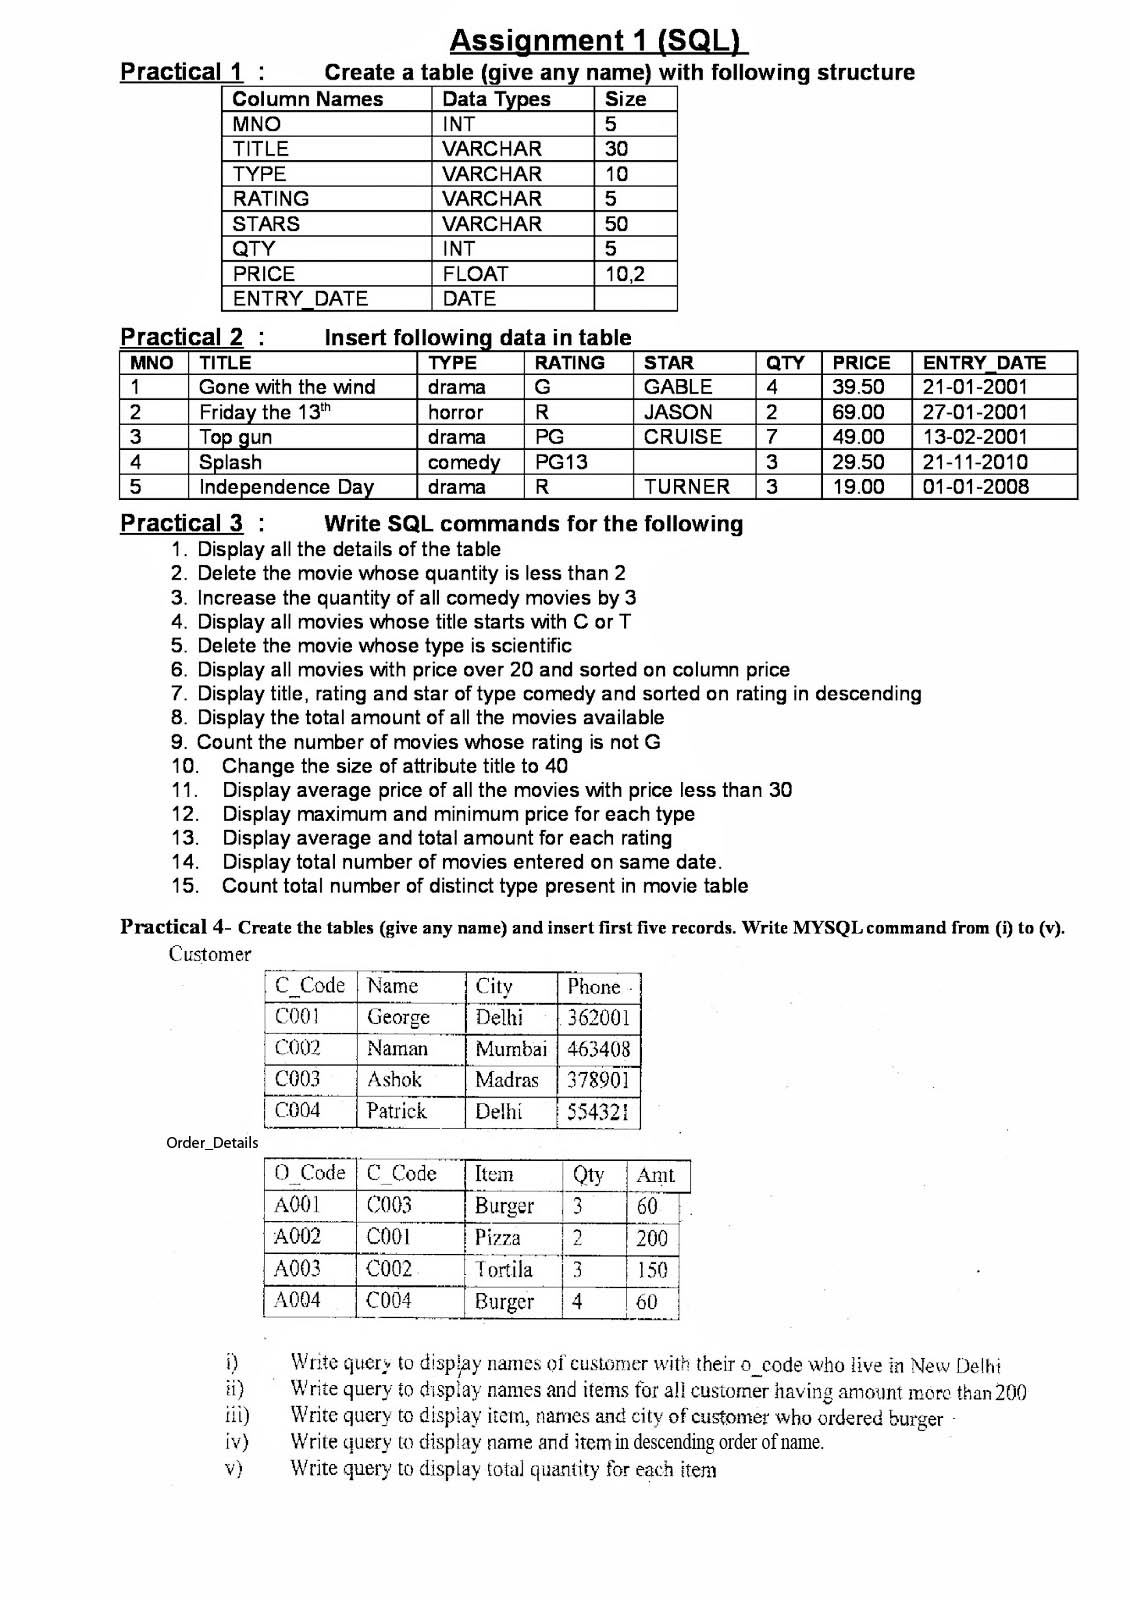 Assignment 1 (SQL)
Practical 1 : Create a table (give any name) with following structure
Column Names Data Types Size
MNO INT 5
TITLE VARCHAR 30
TYPE VARCHAR 10
RATING VARCHAR 5
STARS VARCHAR 50
QTY INT 5
PRICE FLOAT 10,2
ENTRY_DATE DATE
Practical 2 : Insert following data in table
MNO TITLE TYPE RATING STAR QTY PRICE ENTRY_DATE
1 Gone with the wind drama G GABLE 4 39.50 21-01-2001
2 Friday the 13th horror R JASON 2 69.00 27-01-2001
3 Top gun drama PG CRUISE 7 49.00 13-02-2001
4 Splash comedy PG13 3 29.50 21-11-2010
5 Independence Day drama R TURNER 3 19.00 01-01-2008
Practical 3 : Write SQL commands for the following
1. Display all the details of the table
2. Delete the movie whose quantity is less than 2
3. Increase the quantity of all comedy movies by 3
4. Display all movies whose title starts with C or T
5. Delete the movie whose type is scientific
6. Display all movies with price over 20 and sorted on column price
7. Display title, rating and star of type comedy and sorted on rating in descending
8. Display the total amount of all the movies available
9. Count the number of movies whose rating is not G
10. Change the size of attribute title to 40
11. Display average price of all the movies with price less than 30
12. Display maximum and minimum price for each type
13. Display average and total amount for each rating
14. Display total number of movies entered on same date.
15. Count total number of distinct type present in movie table
Practical 4- Create the tables (give any name) and insert first five records. Write MYSQL command from (i) to (v).
Customer
C_Code Name City Phone
C001 George Delhi 362001
C002 Naman Mumbai 463408
C003 Ashok Madras 378901
C004 Patrick Delhi 554321
Order_Details
O_Code C_Code Item Qty Amt
A001 C003 Burger 3 60
A002 C001 Pizza 2 200
A003 C002 Tortila 3 150
A004 C004 Burger 4 60
i) Write query to display names of customer with their o_code who live in New Delhi
ii) Write query to display names and items for all customer having amount more than 200
iii) Write query to display item, names and city of customer who ordered burger
iv) Write query to display name and item in descending order of name.
v) Write query to display total quantity for each item